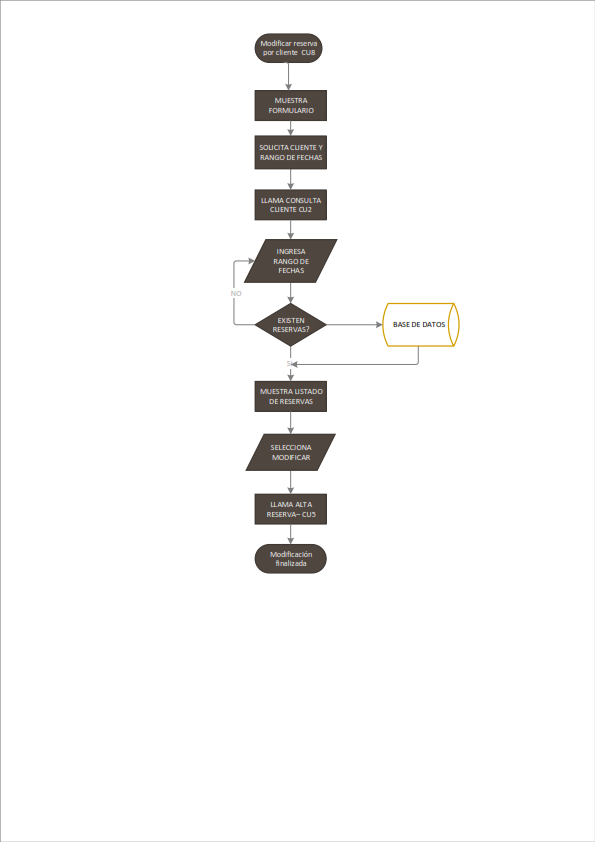 Modificar reserva
por cliente CU8
MUESTRA
FORMULARIO
SOLICITA CLIENTE Y
RANGO DE FECHAS
LLAMA CONSULTA
CLIENTE CU2
INGRESA
RANGO DE
FECHAS
NO
EXISTEN
RESERVAS?
BASE DE DATOS
SI
MUESTRA LISTADO
DE RESERVAS
SELECCIONA
MODIFICAR
LLAMA ALTA
RESERVA– CU5
Modificación
finalizada